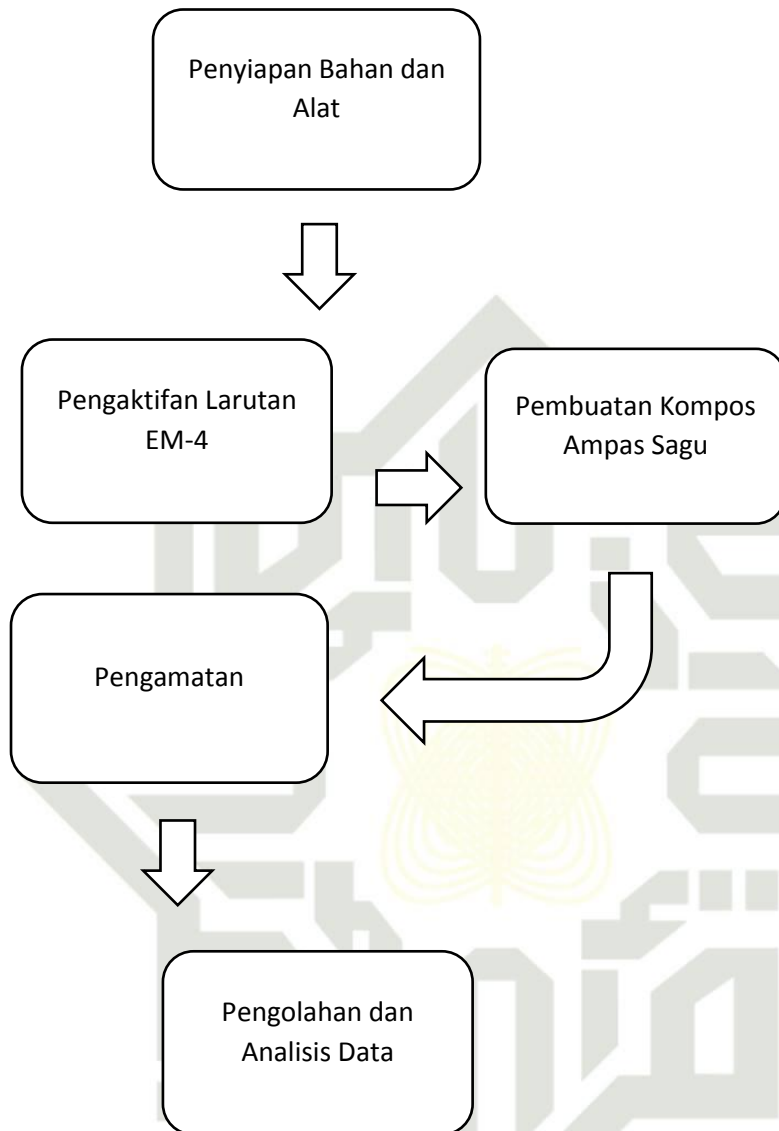 Penyiapan Bahan dan
Alat
Pengaktifan Larutan
EM-4
Pembuatan Kompos
Ampas Sagu
Pengamatan
Pengolahan dan
Analisis Data